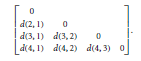 0
d(2, 1) 0
d(3, 1) d(3, 2) 0
d(4, 1) d(4, 2) d(4, 3) 0
.